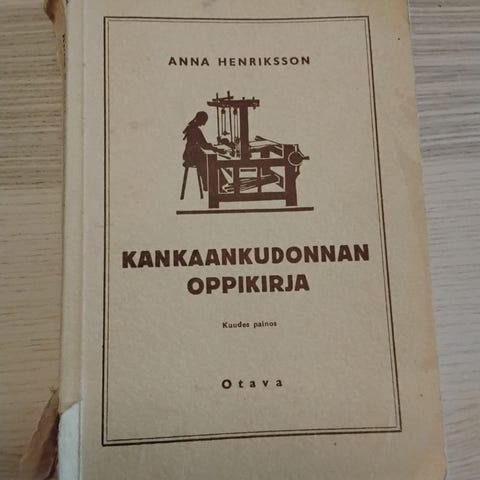 ANNA HENRIKSSON
KANKAANKUDONNAN
OPPIKIRJA
Kuudes painos
Otava